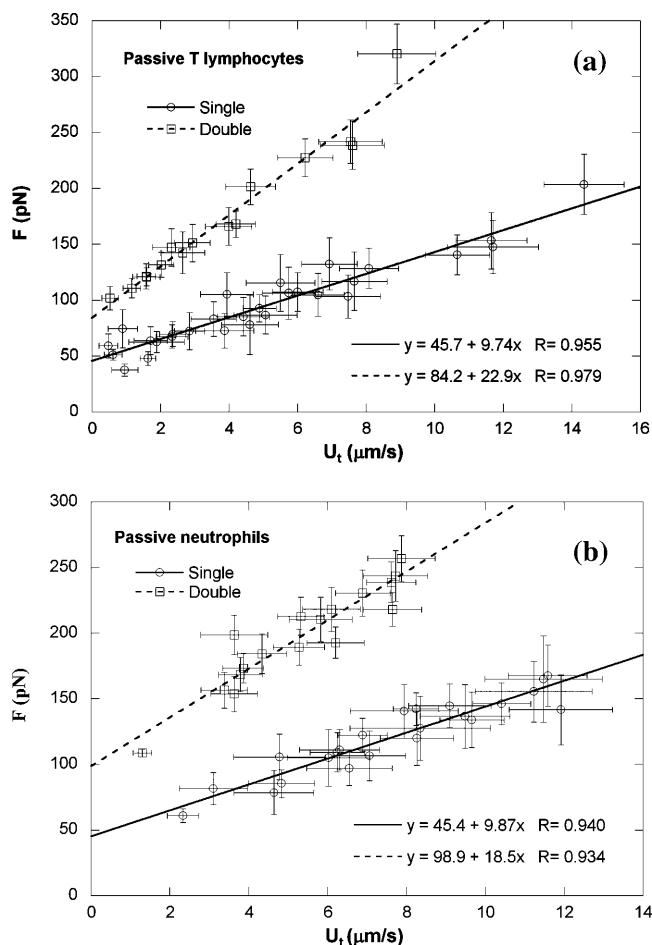 (a)
Passive T lymphocytes
Single
Double
350
300
250
200
150
100
50
0
F (pN)
y = 45.7 + 9.74x R= 0.955
y = 84.2 + 22.9x R= 0.979
0 2 4 6 8 10 12 14 16
Ut (μm/s)
(b)
Passive neutrophils
Single
Double
300
250
200
150
100
50
0
F (pN)
y = 45.4 + 9.87x R= 0.940
y = 98.9 + 18.5x R= 0.934
0 2 4 6 8 10 12 14
Ut (μm/s)